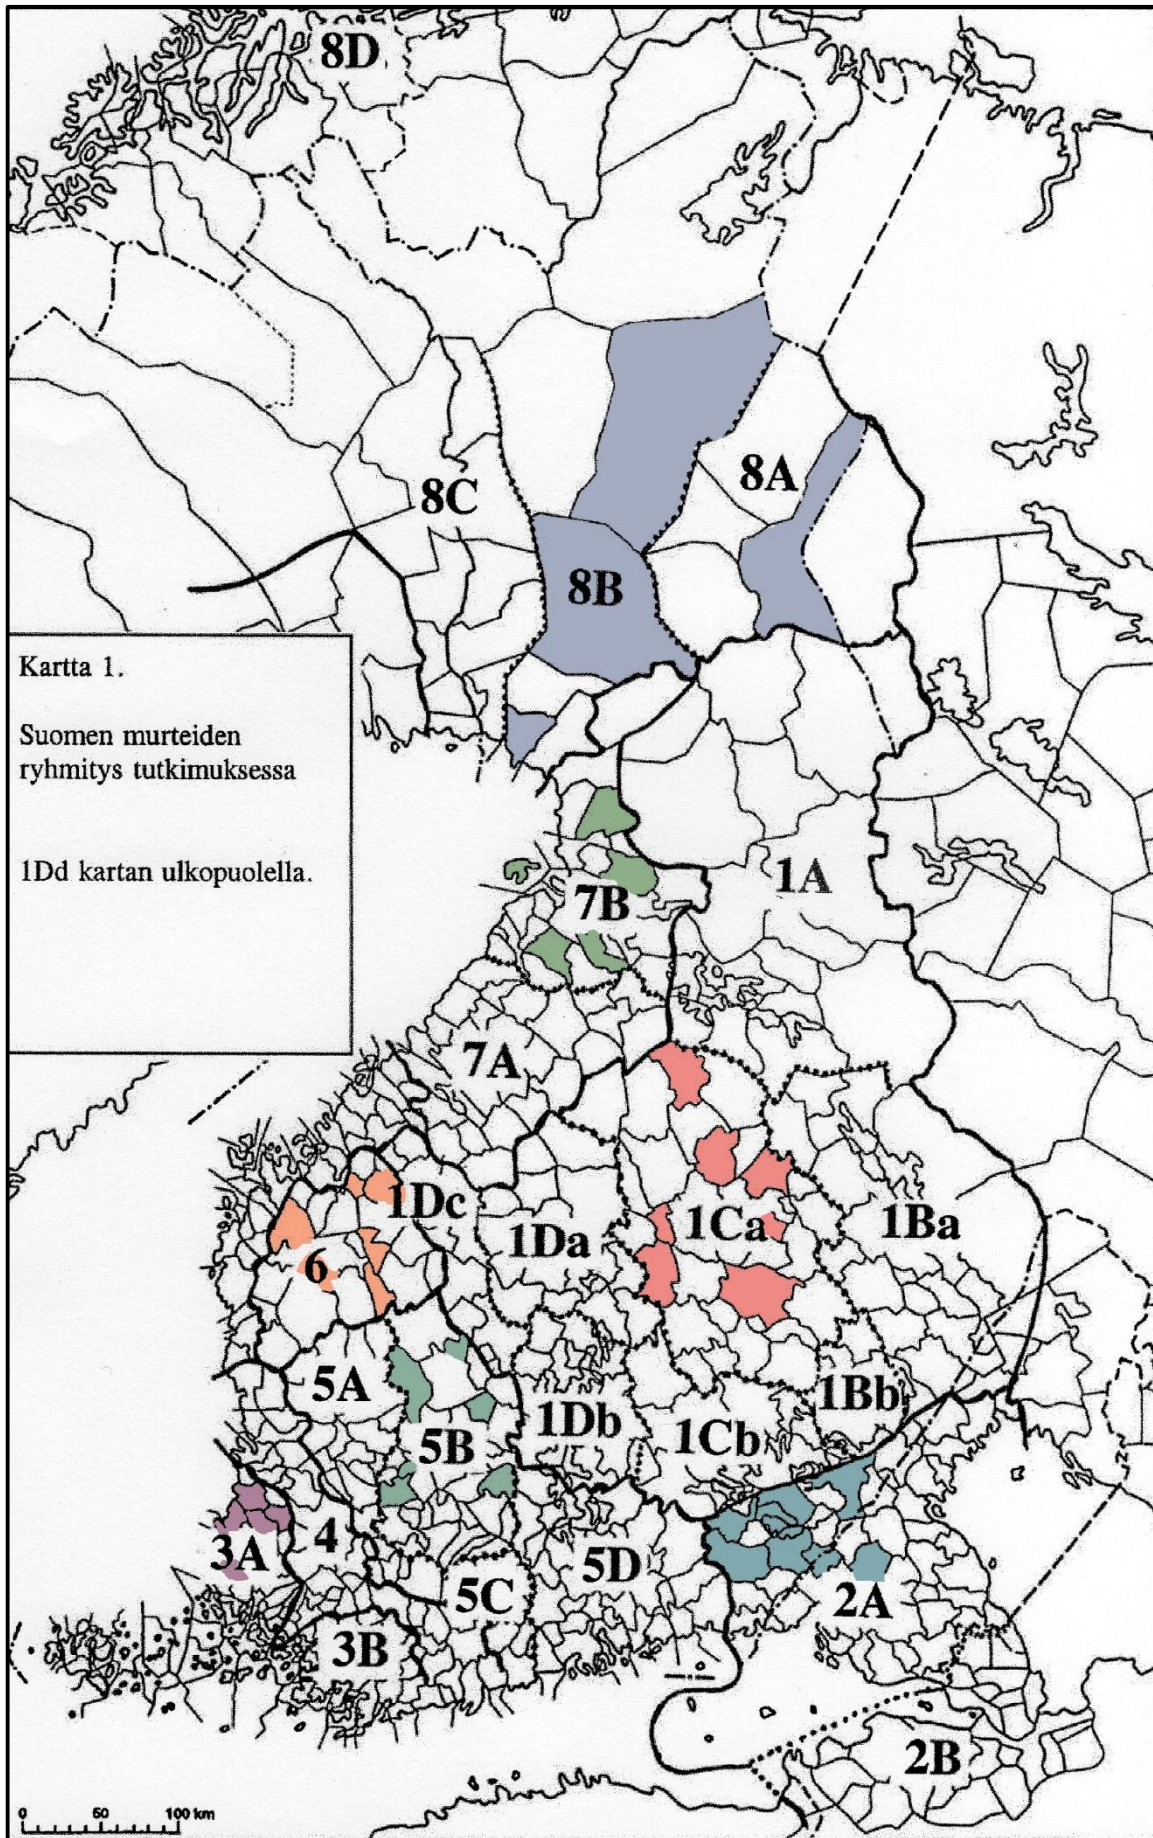 8D
8A
8C
8B
Kartta 1.
Suomen murteiden
ryhmitys tutkimuksessa
1Dd kartan ulkopuolella.
1A
7B
7A
1Dc
1Da
1Ca
1Ba
6
5A
1Bb
1Db
1Cb
5B
3A
4
5D
5C
2A
3B
2B
0 50 100 km